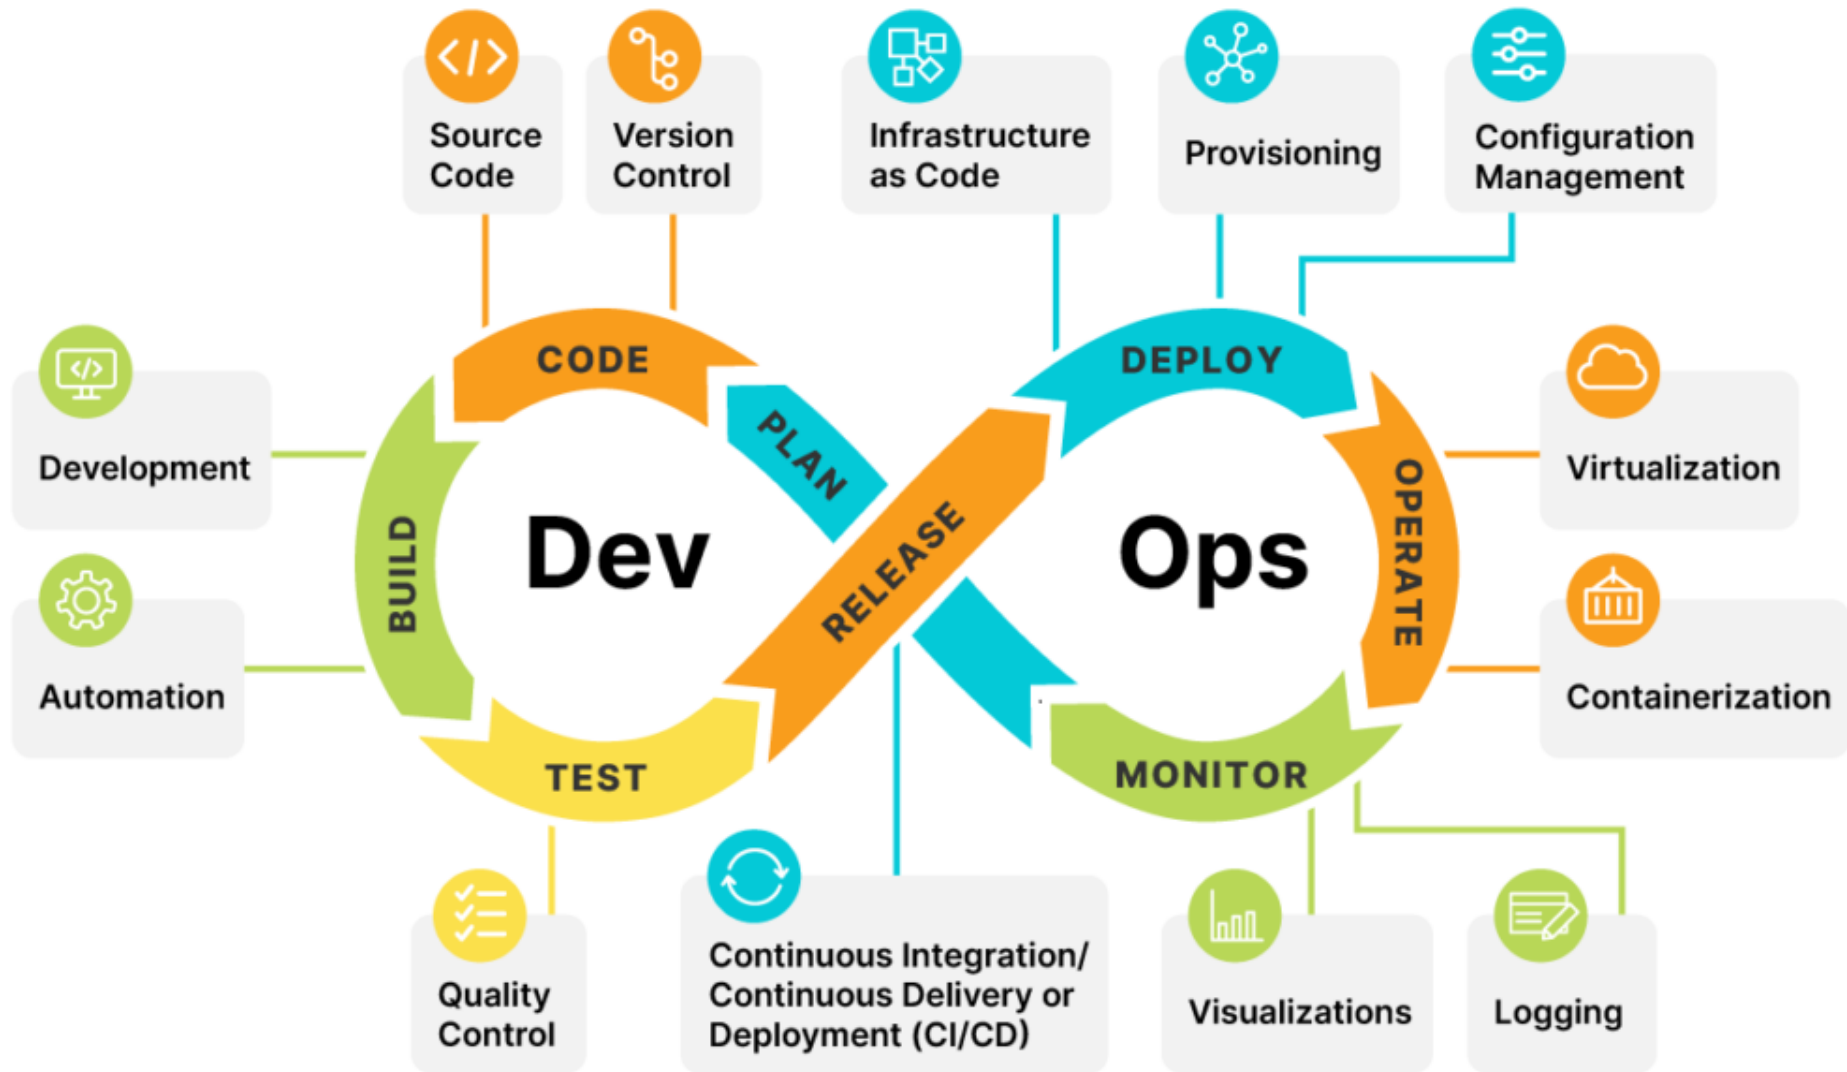 Source
Code
Version
Control
Infrastructure
as Code
Provisioning
Configuration
Management
CODE
DEPLOY
PLAN
Development
Virtualization
BUILD
Dev
RELEASE
Ops
OPERATE
Automation
Containerization
TEST
MONITOR
Quality
Control
Continuous Integration/
Continuous Delivery or
Deployment (CI/CD)
Visualizations
Logging